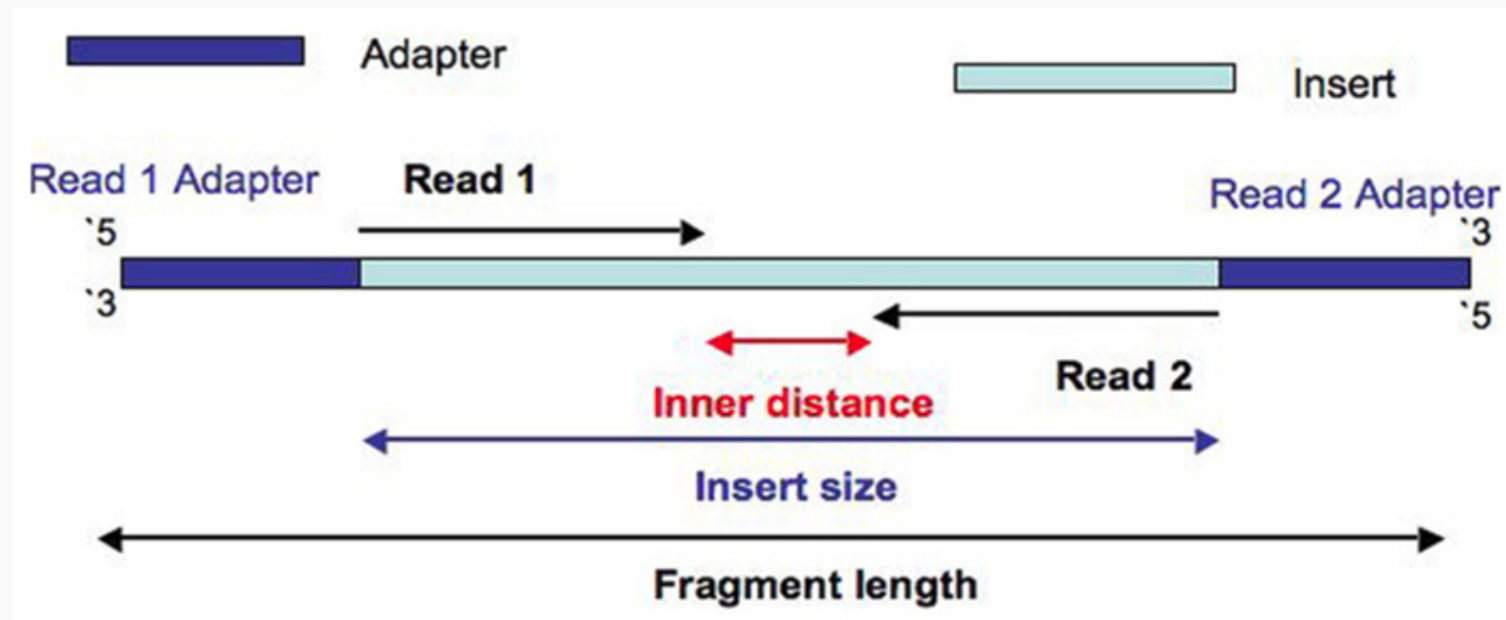 Adapter
Insert
Read 1 Adapter
Read 1
Read 2 Adapter
`5
`3
`3
`5
Read 2
Inner distance
Insert size
Fragment length